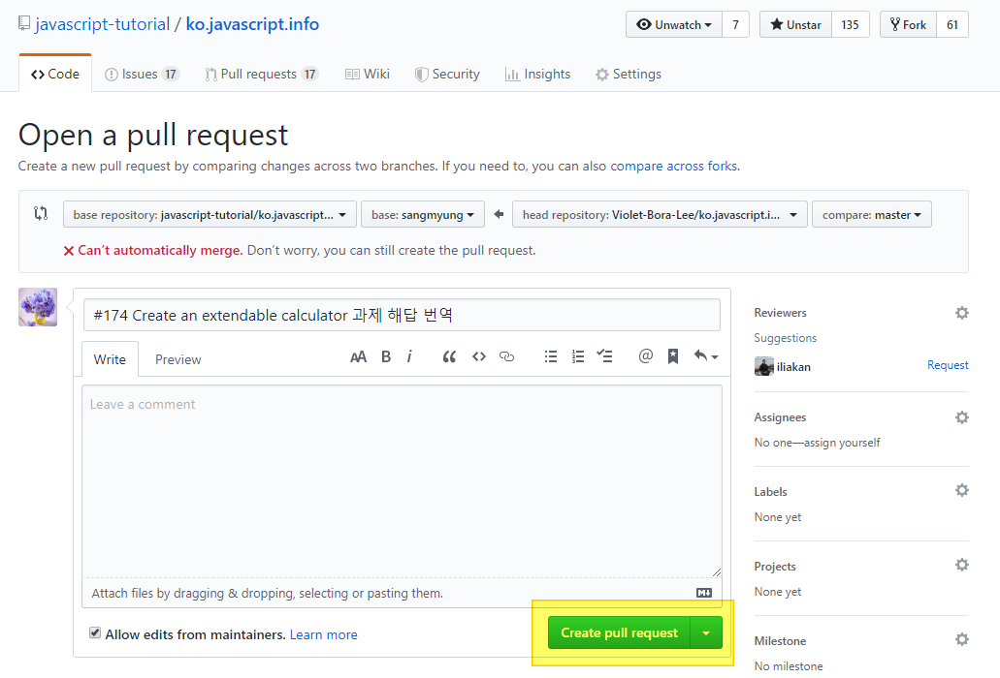 javascript-tutorial / ko.javascript.info
Unwatch 7 Unstar 135 Fork 61
Code Issues 17 Pull requests 17 Wiki Security Insights Settings
Open a pull request
Create a new pull request by comparing changes across two branches. If you need to, you can also compare across forks.
base repository: javascript-tutorial/ko.javascript... base: sangmyung head repository: Violet-Bora-Lee/ko.javascript.i... compare: master
Can't automatically merge. Don't worry, you can still create the pull request.
#174 Create an extendable calculator 과제 해답 번역
Write Preview AA B i
Leave a comment
Attach files by dragging & dropping, selecting or pasting them.
Allow edits from maintainers. Learn more
Create pull request
Reviewers
Suggestions
iliakan Request
Assignees
No one—assign yourself
Labels
None yet
Projects
None yet
Milestone
No milestone